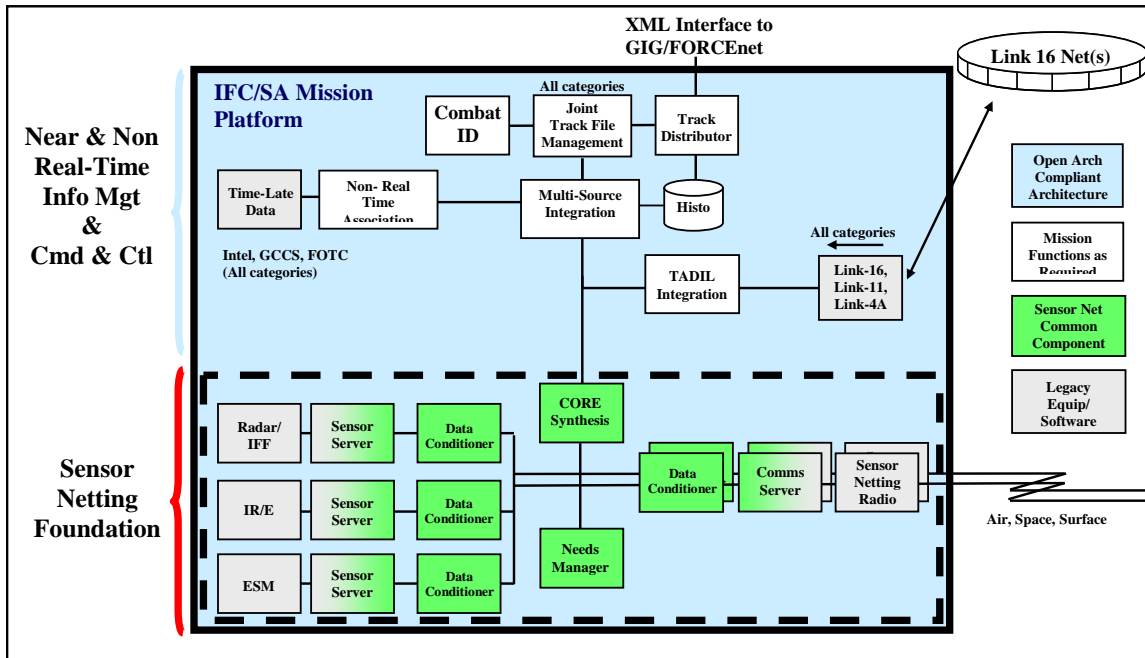 XML Interface to
GIG/FORCEnet
Link 16 Net(s)
IFC/SA Mission
Platform
All categories
Combat
ID
Joint
Track File
Management
Track
Distributor
Near & Non
Real-Time
Info Mgt
&
Cmd & Ctl
Time-Late
Data
Non- Real
Time
Association
Multi-Source
Integration
Histo
Intel, GCCS, FOTC
(All categories)
All categories
TADIL
Integration
Link-16,
Link-11,
Link-4A
Open Arch
Compliant
Architecture
Mission
Functions as
Required
Sensor Net
Common
Component
Legacy
Equip/
Software
Sensor
Netting
Foundation
CORE
Synthesis
Radar/
IFF
Sensor
Server
Data
Conditioner
IR/E
Sensor
Server
Data
Conditioner
ESM
Sensor
Server
Data
Conditioner
Needs
Manager
Data
Conditioner
Comms
Server
Sensor
Netting
Radio
Air, Space, Surface